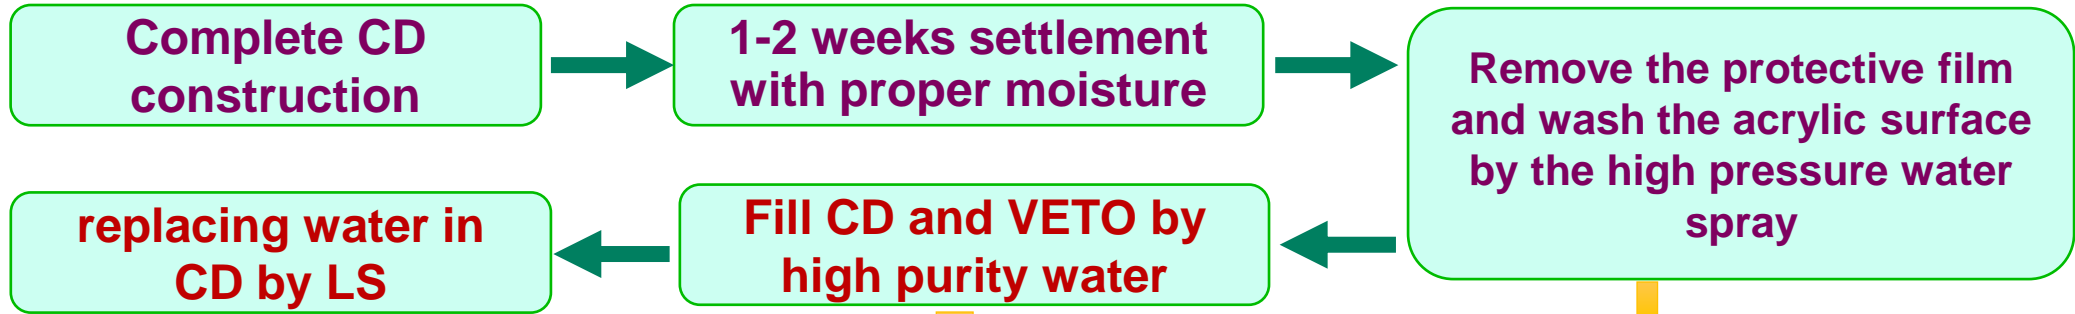 Complete CD
construction
1-2 weeks settlement
with proper moisture
Remove the protective film
and wash the acrylic surface
by the high pressure water
spray
Fill CD and VETO by
high purity water
replacing water in
CD by LS